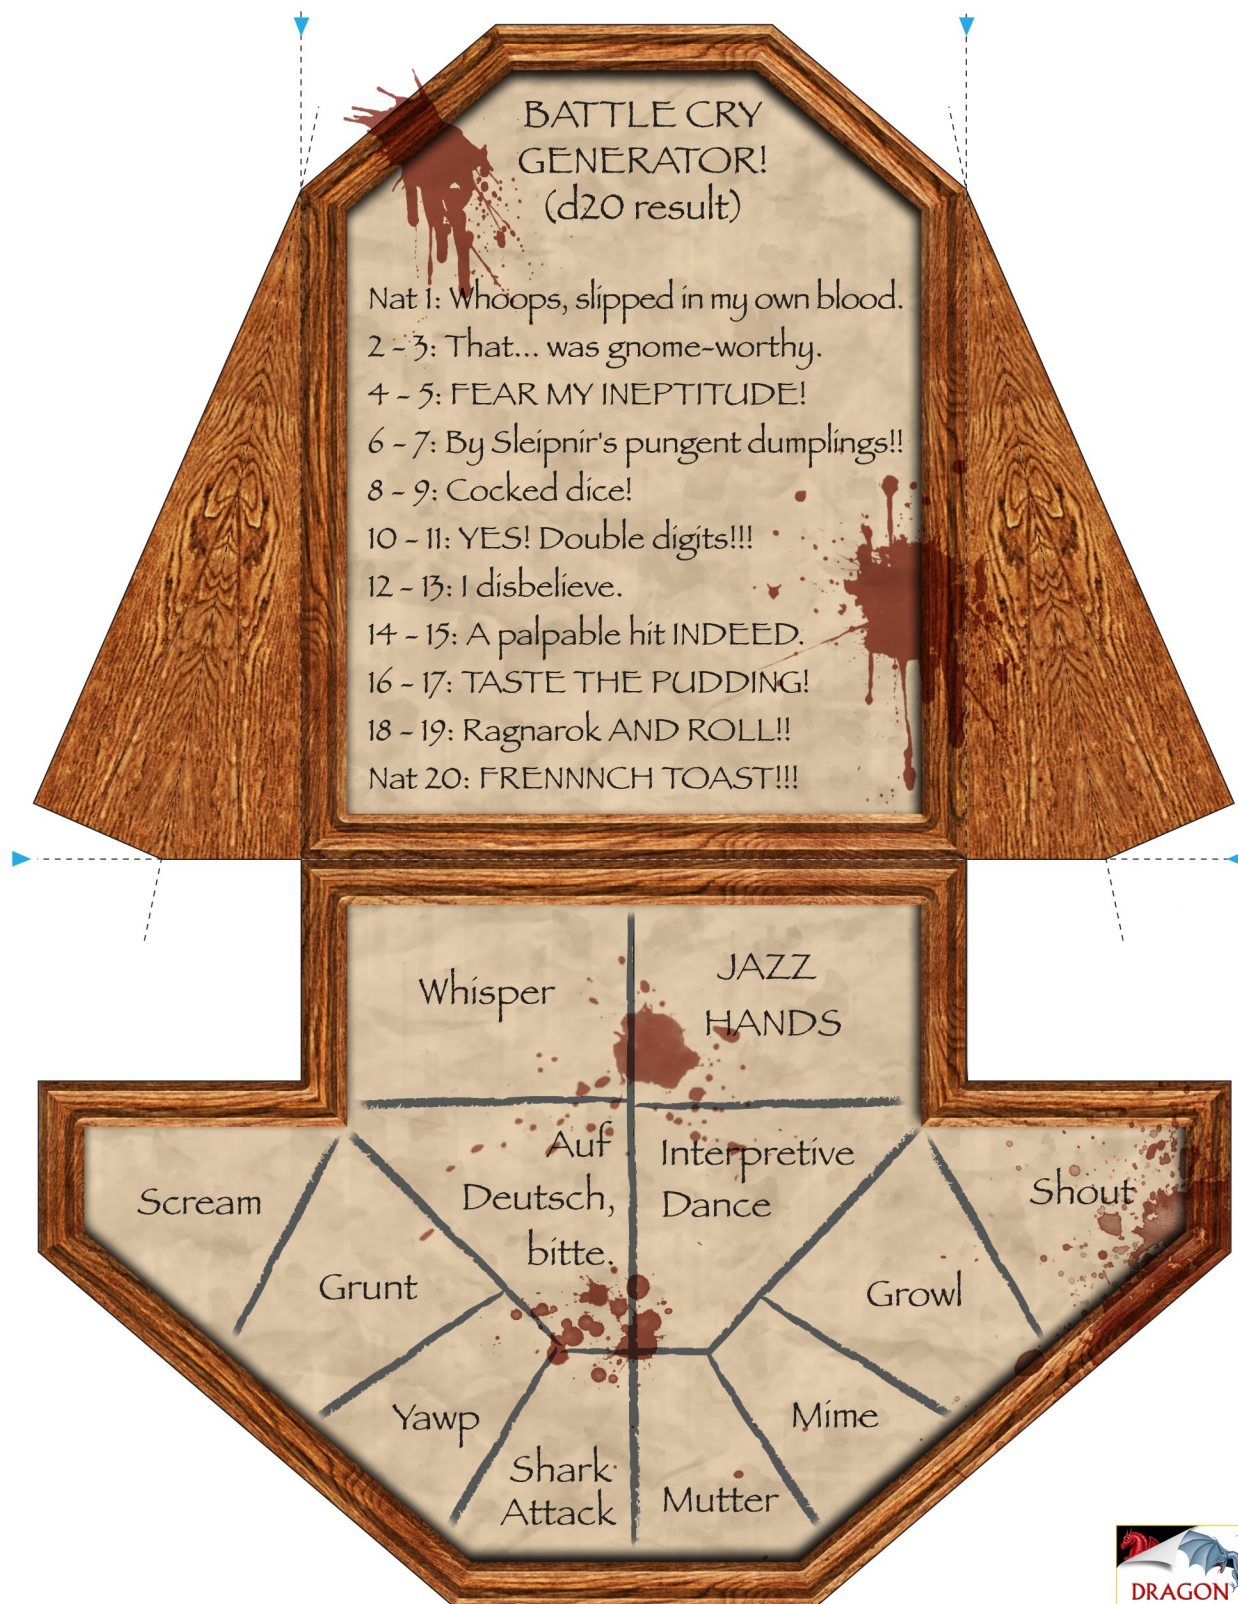 BATTLE CRY
GENERATOR!
(d20 result)
Nat 1: Whoops, slipped in my own blood.
2 - 3: That... was gnome-worthy.
4 - 5: FEAR MY INEPTITUDE!
6 - 7: By Sleipnir's pungent dumplings!!
8 - 9: Cocked dice!
10 - 11: YES! Double digits!!!
12 - 13: I disbelieve.
14 - 15: A palpable hit INDEED.
16 - 17: TASTE THE PUDDING!
18 - 19: Ragnarok AND ROLL!!
Nat 20: FRENNNCH TOAST!!!
Whisper
JAZZ
HANDS
Auf
Deutsch,
bitte.
Interpretive
Dance
Scream
Shout
Grunt
Growl
Yawp
Mime
Shark
Attack
Mutter
DRAGON